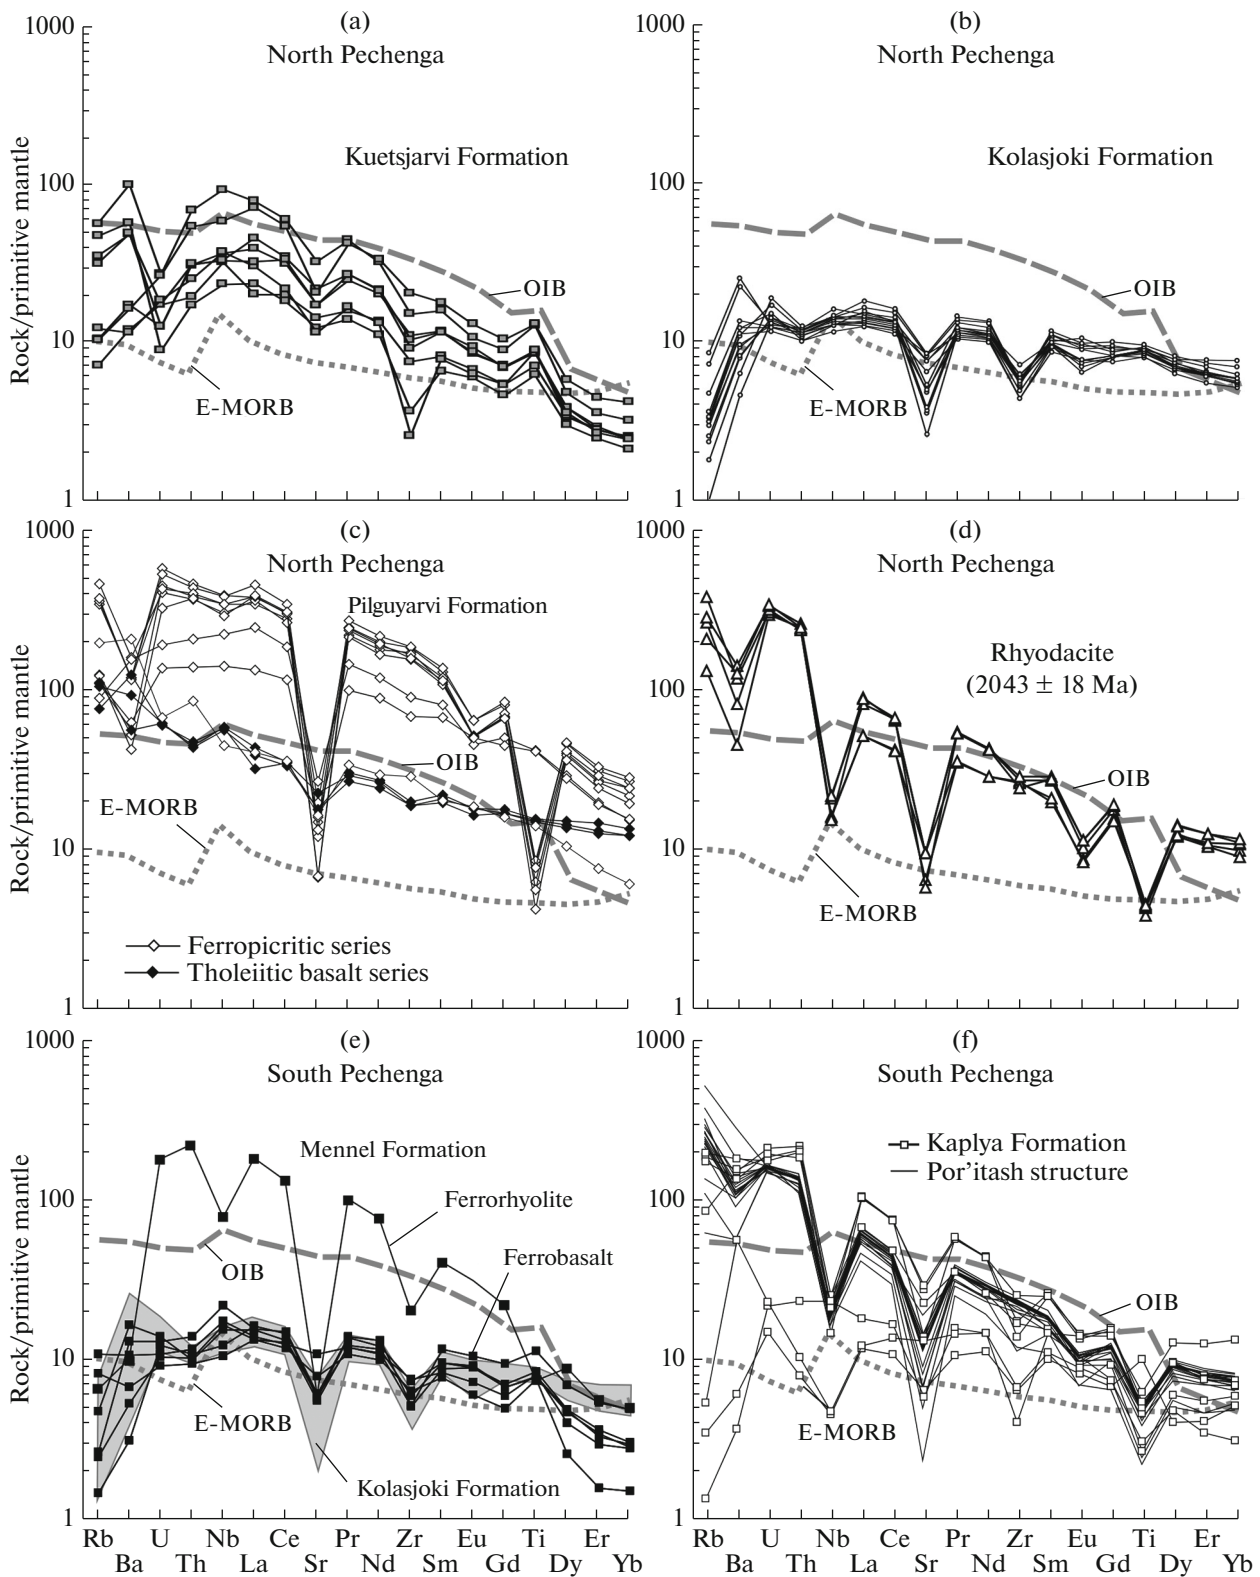 (a)
North Pechenga
Kuetsjarvi Formation
OIB
E-MORB
1000
100
10
1
Rock/primitive mantle
(b)
North Pechenga
Kolasjoki Formation
OIB
E-MORB
1000
100
10
1
(c)
North Pechenga
Pilguyarvi Formation
OIB
E-MORB
Ferropicritic series
Tholeiitic basalt series
1000
100
10
1
Rock/primitive mantle
(d)
North Pechenga
Rhyodacite
(2043 ± 18 Ma)
OIB
E-MORB
1000
100
10
1
(e)
South Pechenga
Mennel Formation
Ferrorhyolite
OIB
Ferrobasalt
E-MORB
Kolasjoki Formation
1000
100
10
1
Rock/primitive mantle
Rb U Nb Ce Pr Zr Eu Ti Er
Ba Th La Sr Nd Sm Gd Dy Yb
(f)
South Pechenga
Kaplya Formation
Por’itash structure
OIB
E-MORB
1000
100
10
1
Rb U Nb Ce Pr Zr Eu Ti Er
Ba Th La Sr Nd Sm Gd Dy Yb